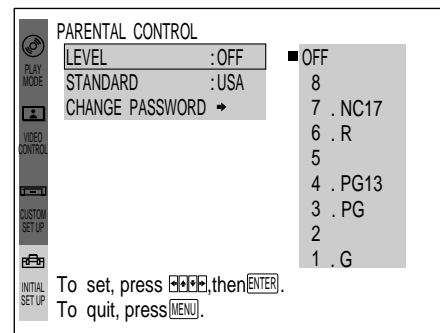 PARENTAL CONTROL
LEVEL :OFF
STANDARD :USA
CHANGE PASSWORD →
OFF
8
7 . NC17
6 . R
5
4 . PG13
3 . PG
2
1 . G
PLAY
MODE
VIDEO
CONTROL
CUSTOM
SET UP
INITIAL
SET UP
To set, press ←↑↓→,then ENTER.
To quit, press MENU.